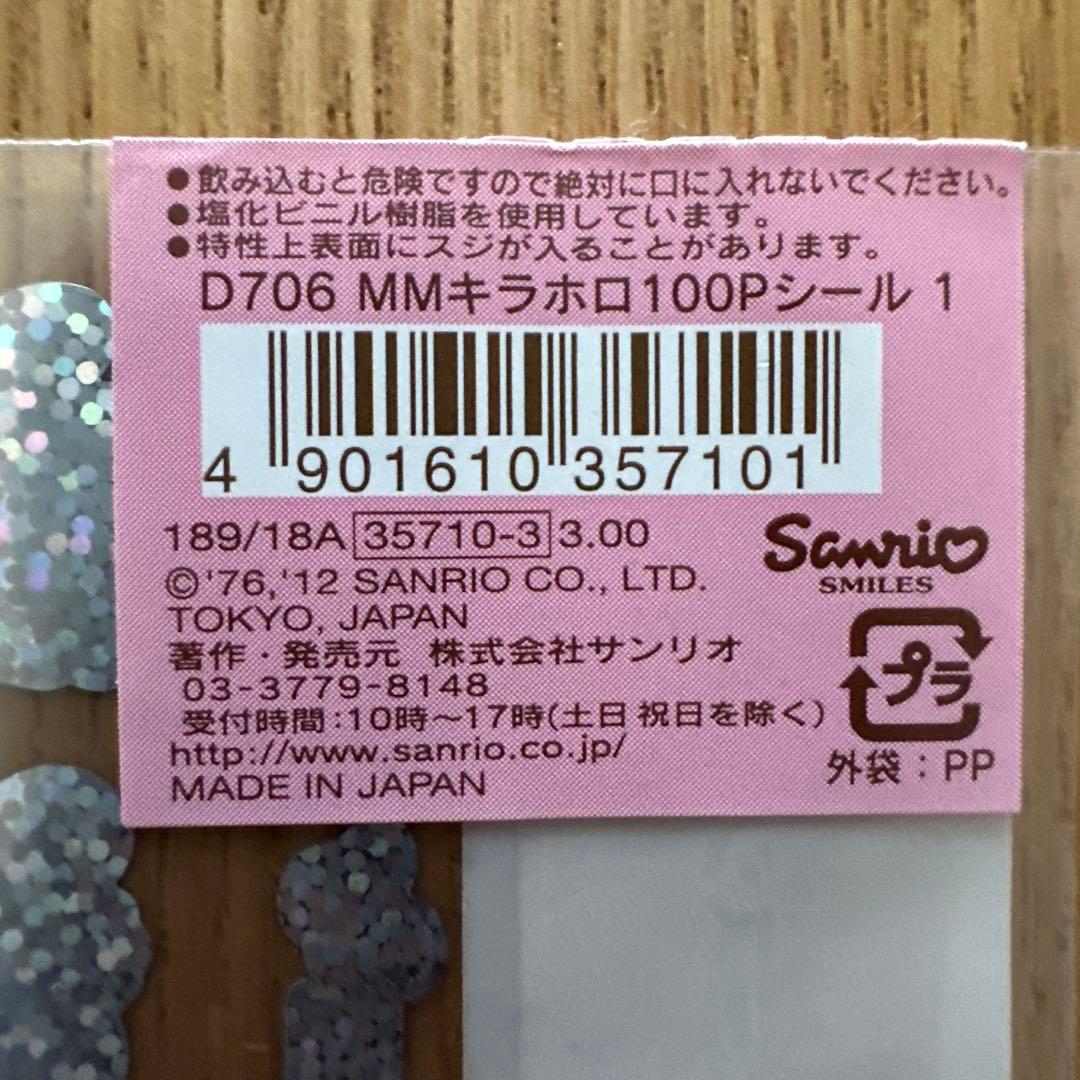 ●飲み込むと危険ですので絶対に口に入れないでください。
●塩化ビニル樹脂を使用しています。
●特性上表面にスジが入ることがあります。
D706 MMキラホロ100Pシール 1
4 901610 357101
189/18A 35710-3 3.00
Sanrio
SMILES
©'76,'12 SANRIO CO., LTD.
TOKYO, JAPAN
著作・発売元 株式会社サンリオ
03-3779-8148
受付時間:10時〜17時(土日祝日を除く)
http://www.sanrio.co.jp/
MADE IN JAPAN
プラ
外袋:PP